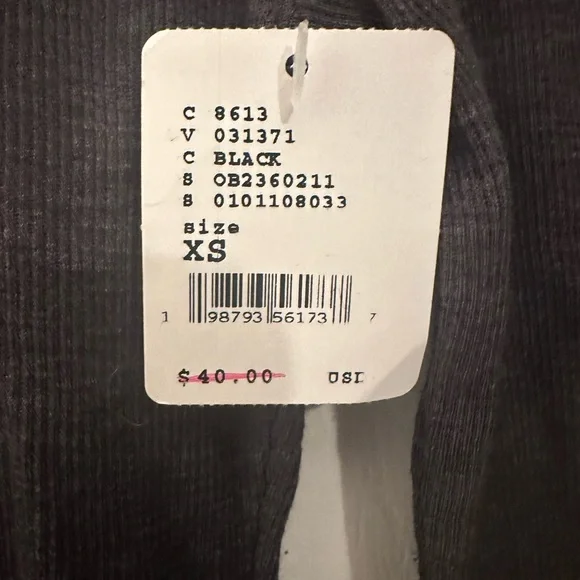 C 8613
V 031371
C BLACK
S OB2360211
S 0101108033
size
XS
1 98793 56173 7
$40.00 USD